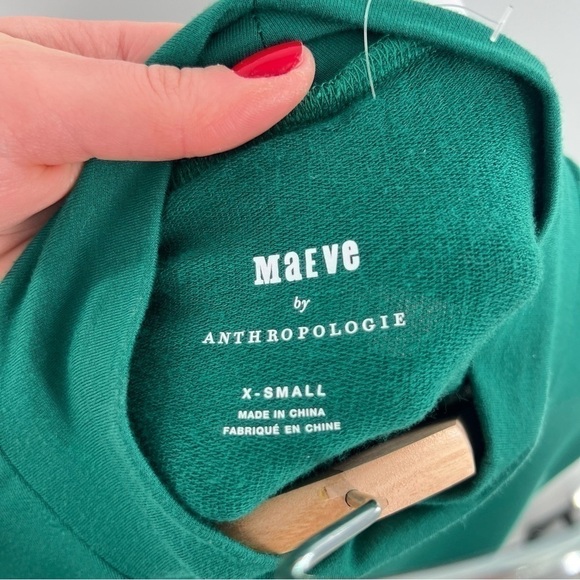 MaEve
by
ANTHROPOLOGIE
X-SMALL
MADE IN CHINA
FABRIQUÉ EN CHINE